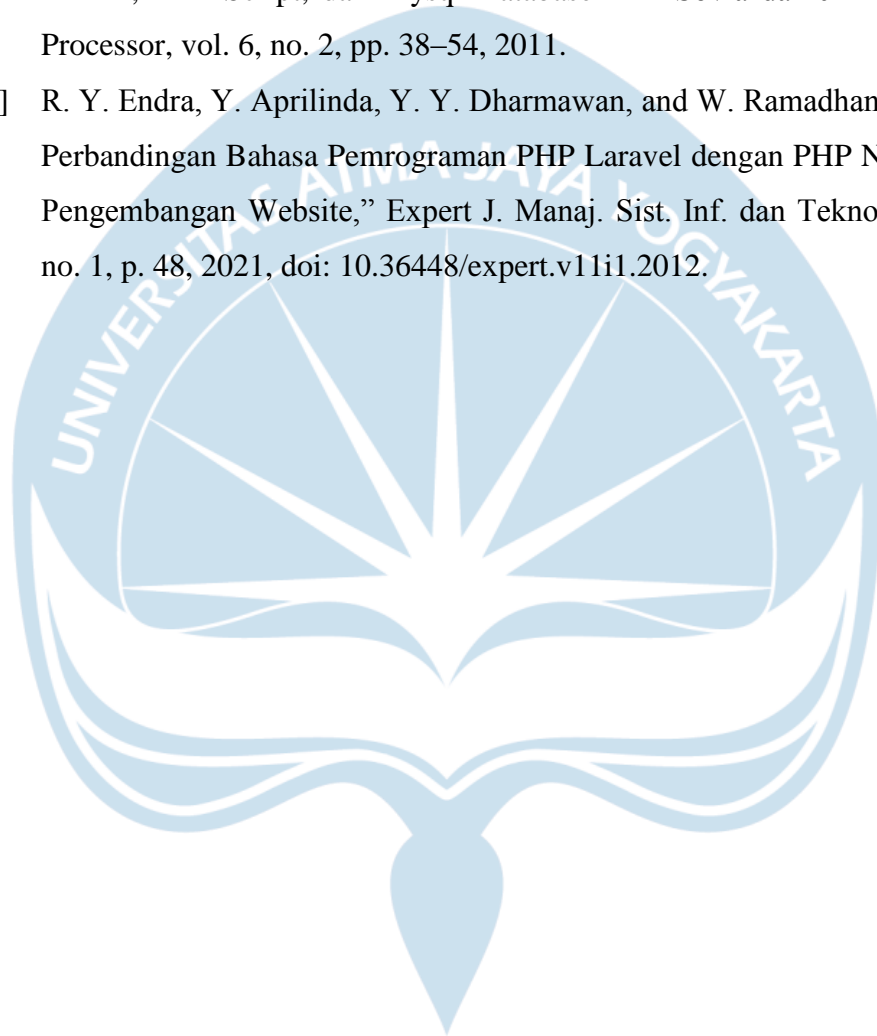 Processor, vol. 6, no. 2, pp. 38–54, 2011.
] R. Y. Endra, Y. Aprilinda, Y. Y. Dharmawan, and W. Ramadhan
Perbandingan Bahasa Pemrograman PHP Laravel dengan PHP N
Pengembangan Website,” Expert J. Manaj. Sist. Inf. dan Tekno
no. 1, p. 48, 2021, doi: 10.36448/expert.v11i1.2012.
UNIVERSITAS ATMA JAYA YOGYAKARTA